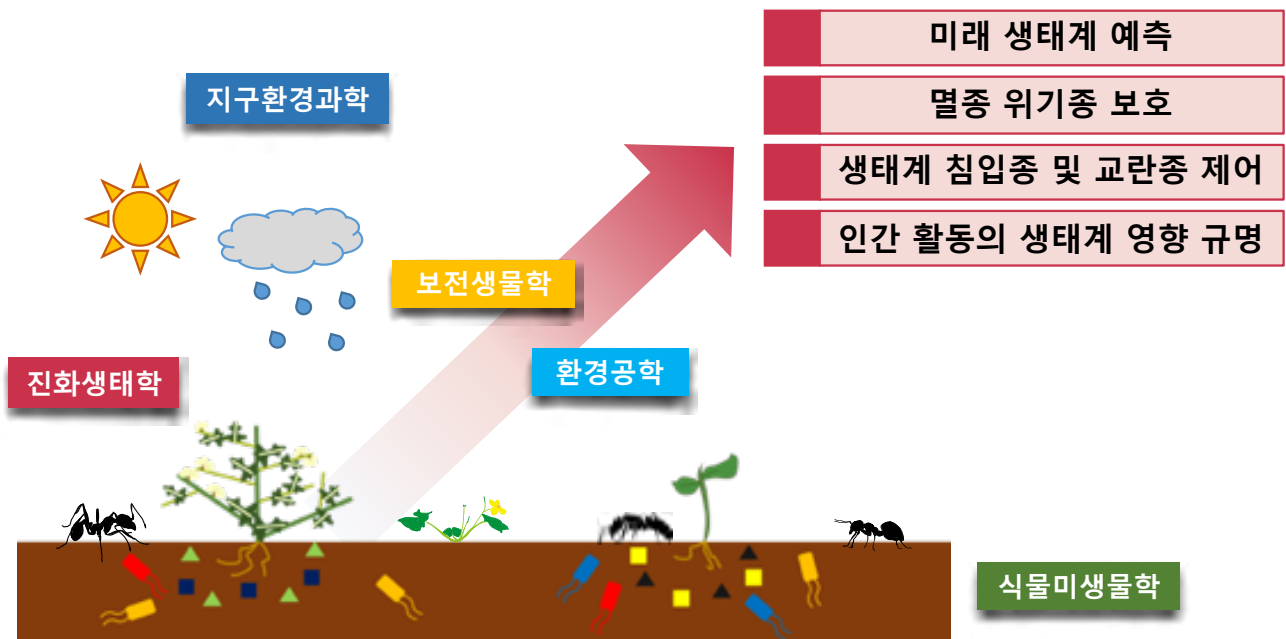 미래 생태계 예측
지구환경과학
멸종 위기종 보호
생태계 침입종 및 교란종 제어
인간 활동의 생태계 영향 규명
보전생물학
환경공학
진화생태학
식물미생물학